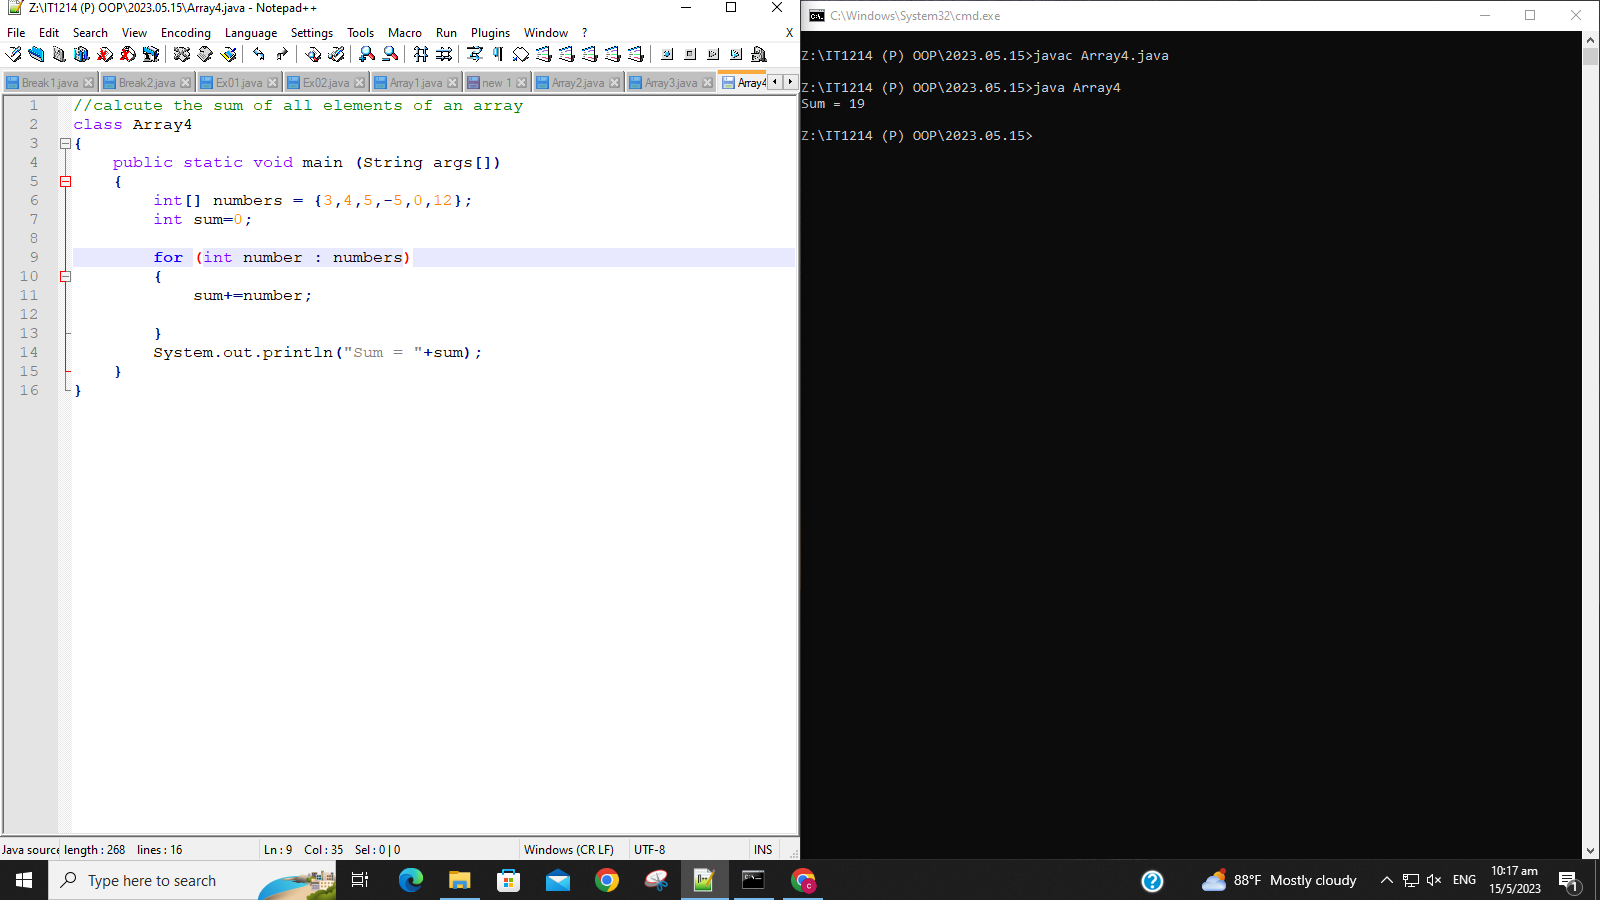 Z:\IT1214 (P) OOP\2023.05.15\Array4.java - Notepad++
File Edit Search View Encoding Language Settings Tools Macro Run Plugins Window ? X
Break1.java Break2.java Ex01.java Ex02.java Array1.java new 1 Array2.java Array3.java Array4
1 //calcute the sum of all elements of an array
2 class Array4
3 {
4 public static void main (String args[])
5 {
6 int[] numbers = {3,4,5,-5,0,12};
7 int sum=0;
8
9 for (int number : numbers)
10 {
11 sum+=number;
12
13 }
14 System.out.println("Sum = "+sum);
15 }
16 }
Java source length : 268 lines : 16 Ln : 9 Col : 35 Sel : 0 | 0 Windows (CR LF) UTF-8 INS
C:\Windows\System32\cmd.exe
Z:\IT1214 (P) OOP\2023.05.15>javac Array4.java
Z:\IT1214 (P) OOP\2023.05.15>java Array4
Sum = 19
Z:\IT1214 (P) OOP\2023.05.15>
Type here to search
88°F Mostly cloudy
ENG
10:17 am
15/5/2023
1